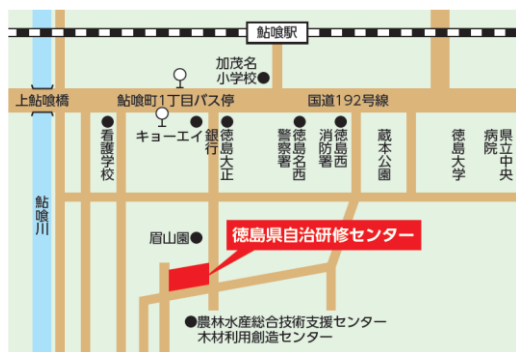 鮎喰駅
加茂名
小学校
上鮎喰橋
鮎喰町1丁目バス停
国道192号線
看護学校
キョーエイ
徳島大正
銀行
徳島名西
警察署
徳島西
消防署
蔵本公園
徳島大学
県立中央
病院
鮎喰川
眉山園
徳島県自治研修センター
農林水産総合技術支援センター
木材利用創造センター